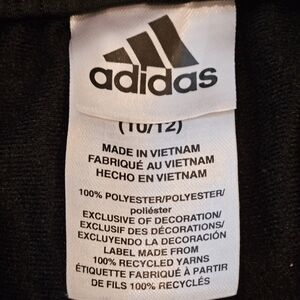 adidas
(10/12)
MADE IN VIETNAM
FABRIQUÉ AU VIETNAM
HECHO EN VIETNAM
100% POLYESTER/POLYESTER/
poliéster
EXCLUSIVE OF DECORATION/
EXCLUSIF DES DÉCORATIONS/
EXCLUYENDO LA DECORACIÓN
LABEL MADE FROM
100% RECYCLED YARNS
ÉTIQUETTE FABRIQUÉ À PARTIR
DE FILS 100% RECYCLÉS